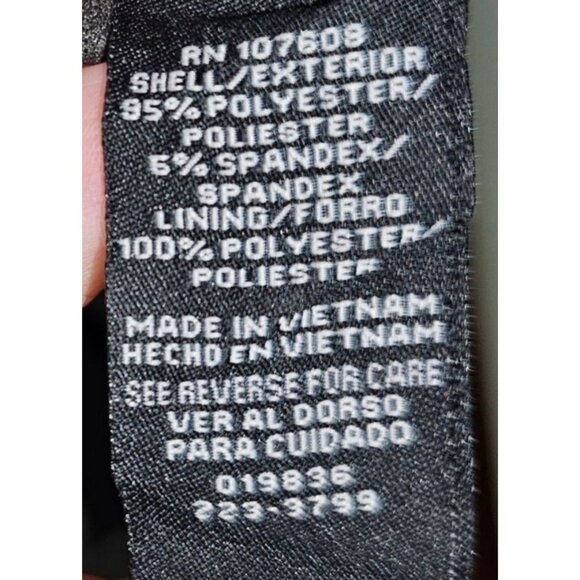 RN 107608
SHELL/EXTERIOR
95% POLYESTER/
POLIESTER
5% SPANDEX/
SPANDEX
LINING/FORRO
100% POLYESTER/
POLIESTER
MADE IN VIETNAM
HECHO EN VIETNAM
SEE REVERSE FOR CARE
VER AL DORSO
PARA CUIDADO
019836
223-3799